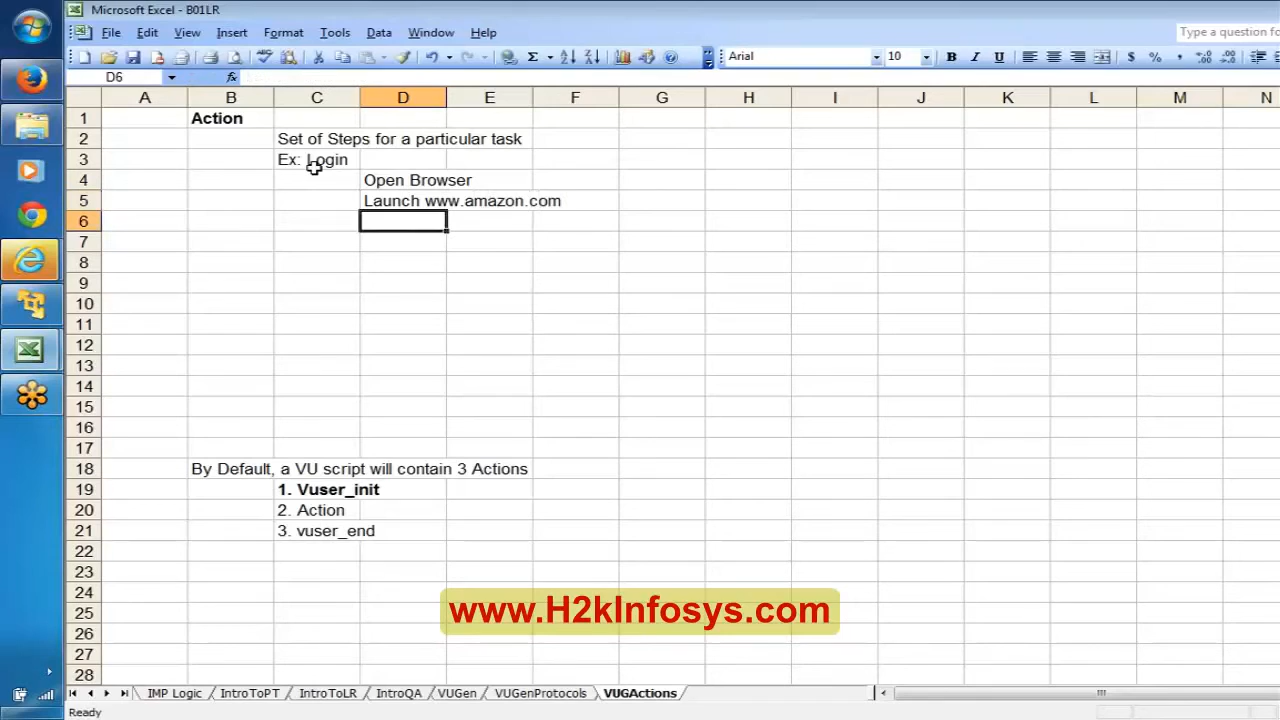 Microsoft Excel - B01LR
File Edit View Insert Format Tools Data Window Help
Type a question fo
Arial 10 B I U $ % ,
D6 fx
A B C D E F G H I J K L M N
1 Action
2 Set of Steps for a particular task
3 Ex: Login
4 Open Browser
5 Launch www.amazon.com
6
7
8
9
10
11
12
13
14
15
16
17
18 By Default, a VU script will contain 3 Actions
19 1. Vuser_init
20 2. Action
21 3. vuser_end
22
23
24
25
26
27
28
www.H2kInfosys.com
IMP Logic IntroToPT IntroToLR IntroQA VUGen VUGenProtocols VUGActions
Ready